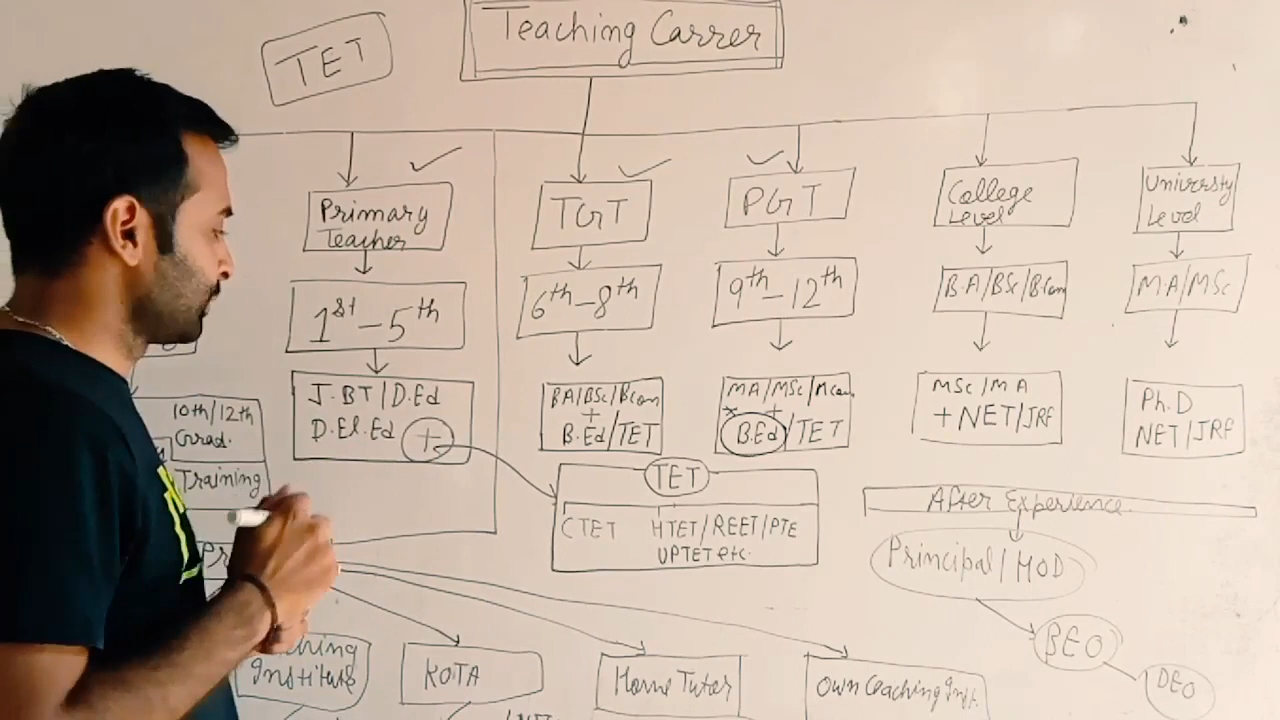 TET
Teaching Carrer
Primary
Teacher
TGT
PGT
College
Level
University
Level
1st - 5th
6th - 8th
9th - 12th
B.A/BSc/Bcom
MA/MSc
J.BT/D.Ed
D.El.Ed +
BA/BSc/Bcom
+
B.Ed/TET
MA/MSc/Mcom
+
B.Ed/TET
MSc/MA
+ NET/JRF
Ph.D
NET/JRF
10th/12th
Grad.
Training
TET
CTET HTET/REET/PTE
UPTET etc.
After Experience
Principal/HOD
BEO
DEO
Institute
KOTA
Home Tutor
Own Coaching Inst.